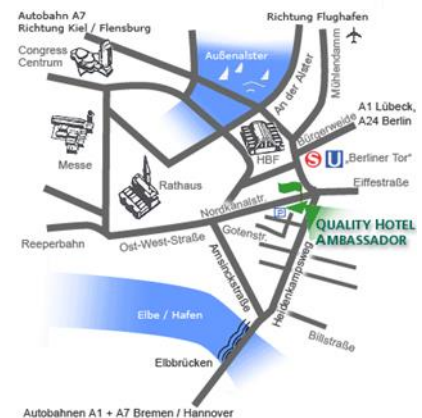 Autobahn A7
Richtung Kiel / Flensburg
Richtung Flughafen
Congress
Centrum
Außenalster
An der Alster
Mühlendamm
A1 Lübeck,
A24 Berlin
Bürgerweide
Messe
HBF
S U „Berliner Tor"
Rathaus
Eiffestraße
Nordkanalstr.
P
QUALITY HOTEL
AMBASSADOR
Reeperbahn
Ost-West-Straße
Gotenstr.
Amsinckstraße
Heidenkampsweg
Elbe / Hafen
Billstraße
Elbbrücken
Autobahnen A1 + A7 Bremen / Hannover